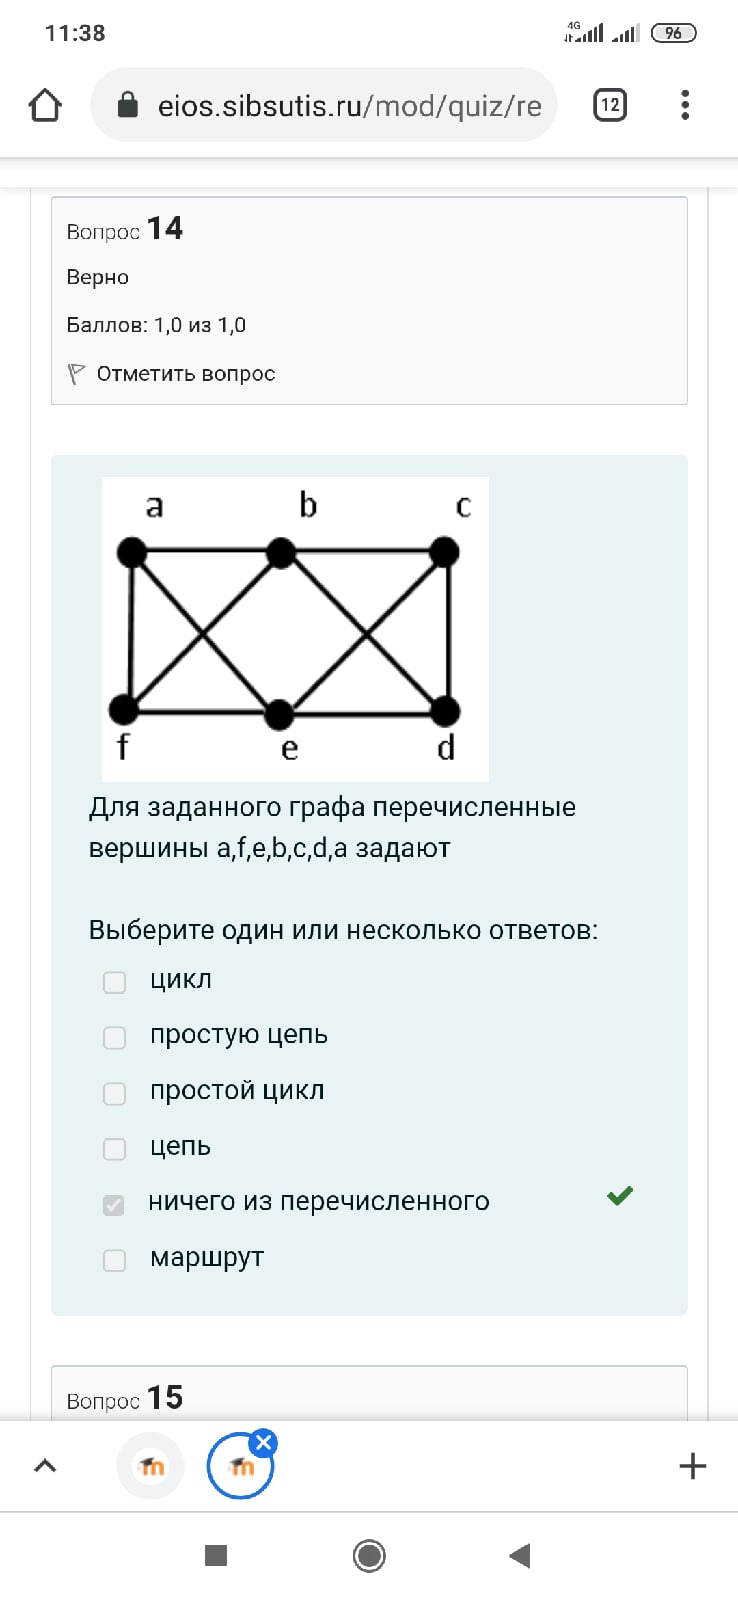 11:38
4G
96
eios.sibsutis.ru/mod/quiz/re
12
Вопрос 14
Верно
Баллов: 1,0 из 1,0
Отметить вопрос
a b c
f e d
Для заданного графа перечисленные
вершины a,f,e,b,c,d,a задают
Выберите один или несколько ответов:
цикл
простую цепь
простой цикл
цепь
ничего из перечисленного
маршрут
Вопрос 15
m m